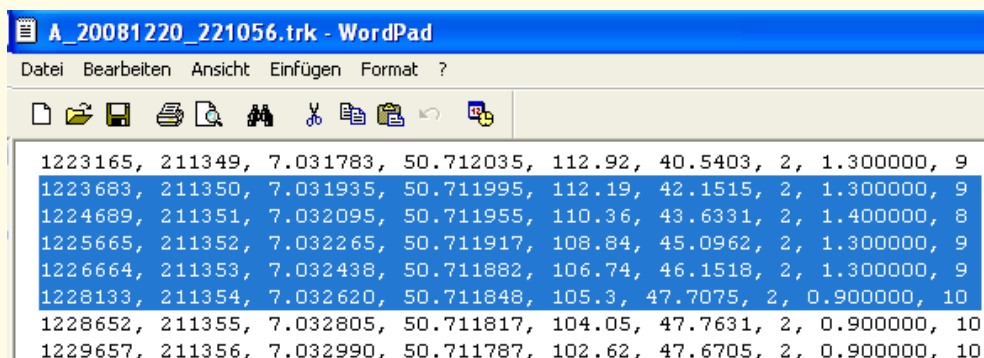 A_20081220_221056.trk - WordPad
Datei Bearbeiten Ansicht Einfügen Format ?
1223165, 211349, 7.031783, 50.712035, 112.92, 40.5403, 2, 1.300000, 9
1223683, 211350, 7.031935, 50.711995, 112.19, 42.1515, 2, 1.300000, 9
1224689, 211351, 7.032095, 50.711955, 110.36, 43.6331, 2, 1.400000, 8
1225665, 211352, 7.032265, 50.711917, 108.84, 45.0962, 2, 1.300000, 9
1226664, 211353, 7.032438, 50.711882, 106.74, 46.1518, 2, 1.300000, 9
1228133, 211354, 7.032620, 50.711848, 105.3, 47.7075, 2, 0.900000, 10
1228652, 211355, 7.032805, 50.711817, 104.05, 47.7631, 2, 0.900000, 10
1229657, 211356, 7.032990, 50.711787, 102.62, 47.6705, 2, 0.900000, 10